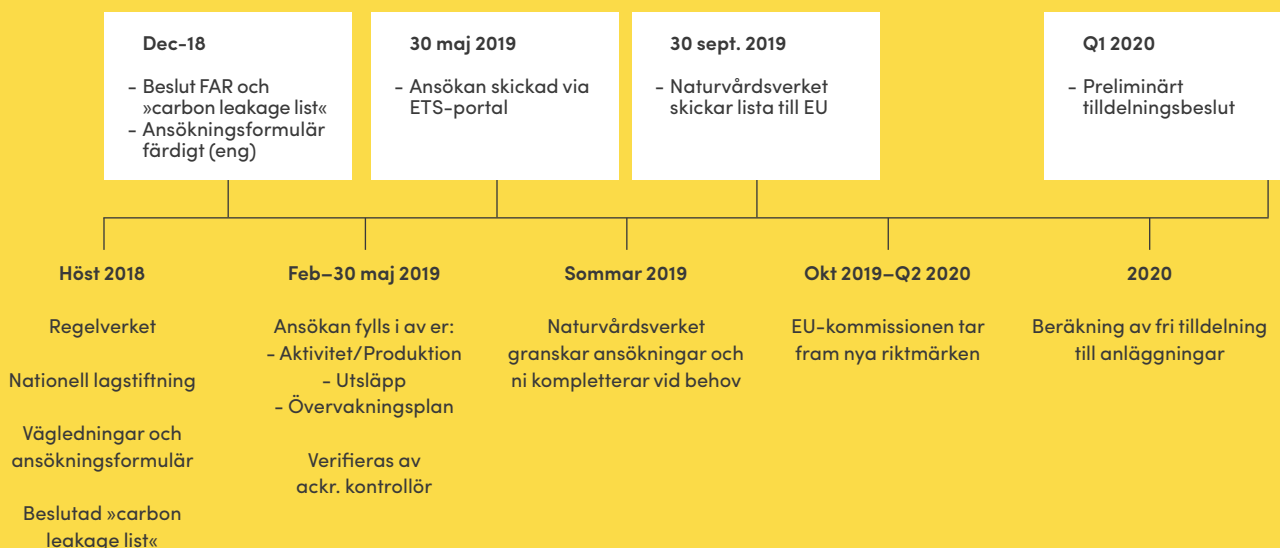 Dec-18
- Beslut FAR och
»carbon leakage list«
- Ansökningsformulär
färdigt (eng)
30 maj 2019
- Ansökan skickad via
ETS-portal
30 sept. 2019
- Naturvårdsverket
skickar lista till EU
Q1 2020
- Preliminärt
tilldelningsbeslut
Höst 2018
Regelverket
Nationell lagstiftning
Vägledningar och
ansökningsformulär
Beslutad »carbon
leakage list«
Feb–30 maj 2019
Ansökan fylls i av er:
- Aktivitet/Produktion
- Utsläpp
- Övervakningsplan
Verifieras av
ackr. kontrollör
Sommar 2019
Naturvårdsverket
granskar ansökningar och
ni kompletterar vid behov
Okt 2019–Q2 2020
EU-kommissionen tar
fram nya riktmärken
2020
Beräkning av fri tilldelning
till anläggningar